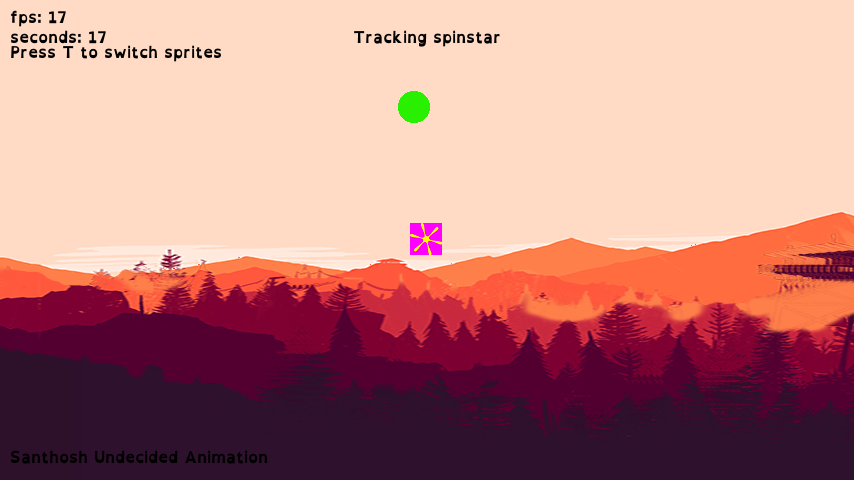 fps: 17
seconds: 17
Press T to switch sprites
Tracking spinstar
Santhosh Undecided Animation